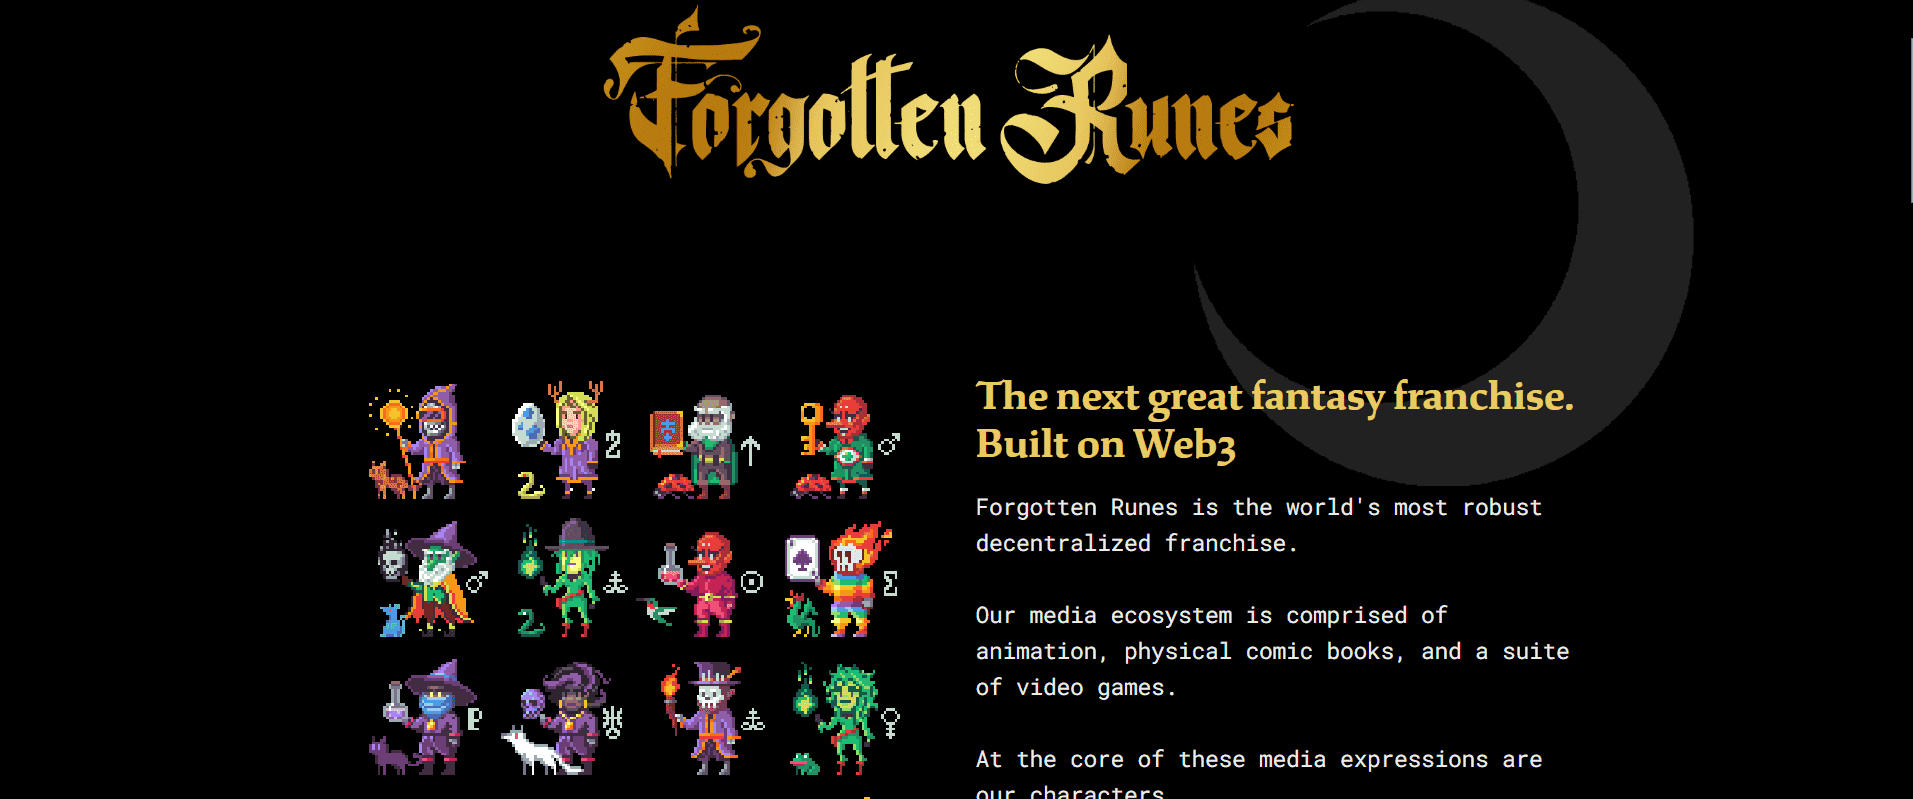 Forgotten Runes
The next great fantasy franchise.
Built on Web3
Forgotten Runes is the world's most robust
decentralized franchise.
Our media ecosystem is comprised of
animation, physical comic books, and a suite
of video games.
At the core of these media expressions are
our characters